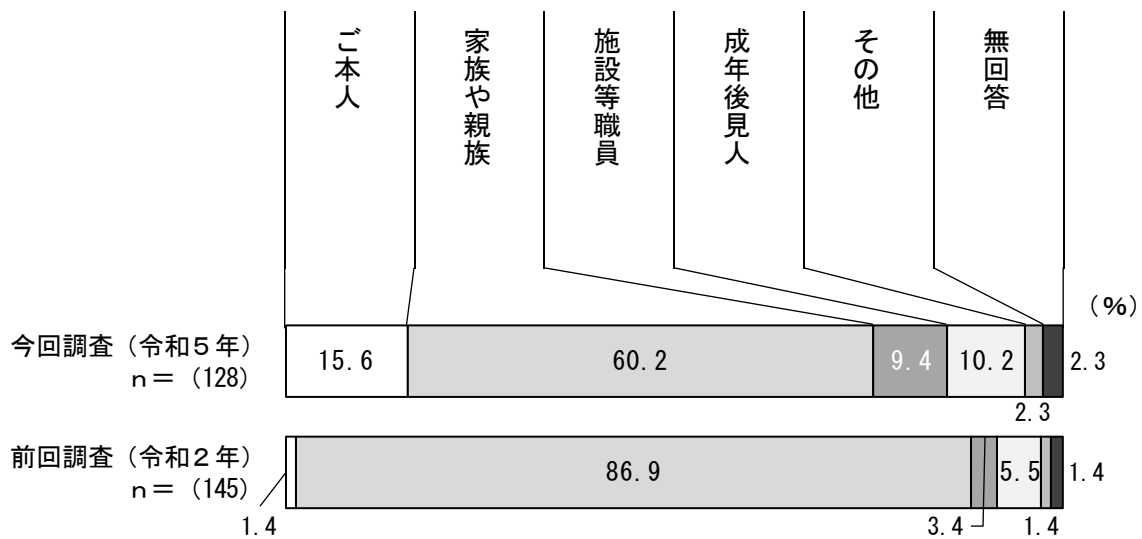 ご本人
家族や親族
施設等職員
成年後見人
その他
無回答
（％）
今回調査（令和５年）
ｎ＝（128）
15.6
60.2
9.4
10.2
2.3
2.3
前回調査（令和２年）
ｎ＝（145）
1.4
86.9
3.4
5.5
1.4
1.4